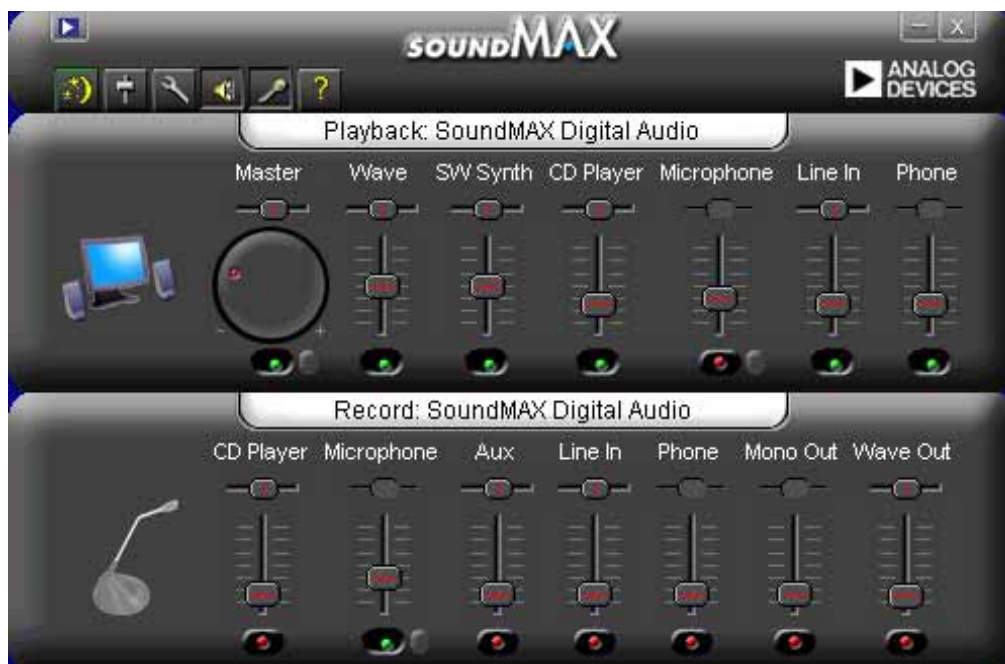 SOUNDMAX
ANALOG
DEVICES
Playback: SoundMAX Digital Audio
Master Wave SW Synth CD Player Microphone Line In Phone
Record: SoundMAX Digital Audio
CD Player Microphone Aux Line In Phone Mono Out Wave Out